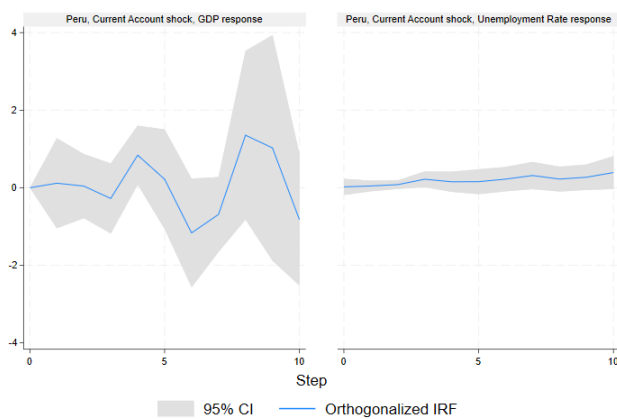 Peru, Current Account shock, GDP response
Peru, Current Account shock, Unemployment Rate response
4
2
0
-2
-4
0
5
10
0
5
10
Step
95% CI
Orthogonalized IRF